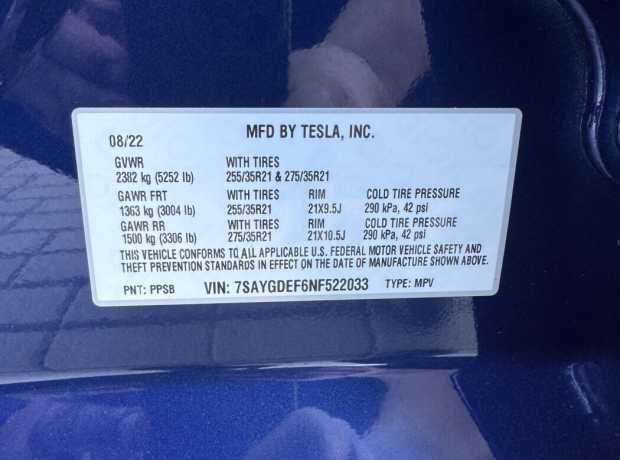 08/22 MFD BY TESLA, INC.
GVWR WITH TIRES
2382 kg (5252 lb) 255/35R21 & 275/35R21
GAWR FRT WITH TIRES RIM COLD TIRE PRESSURE
1363 kg (3004 lb) 255/35R21 21X9.5J 290 kPa, 42 psi
GAWR RR WITH TIRES RIM COLD TIRE PRESSURE
1500 kg (3306 lb) 275/35R21 21X10.5J 290 kPa, 42 psi
THIS VEHICLE CONFORMS TO ALL APPLICABLE U.S. FEDERAL MOTOR VEHICLE SAFETY AND
THEFT PREVENTION STANDARDS IN EFFECT ON THE DATE OF MANUFACTURE SHOWN ABOVE.
PNT: PPSB VIN: 7SAYGDEF6NF522033 TYPE: MPV